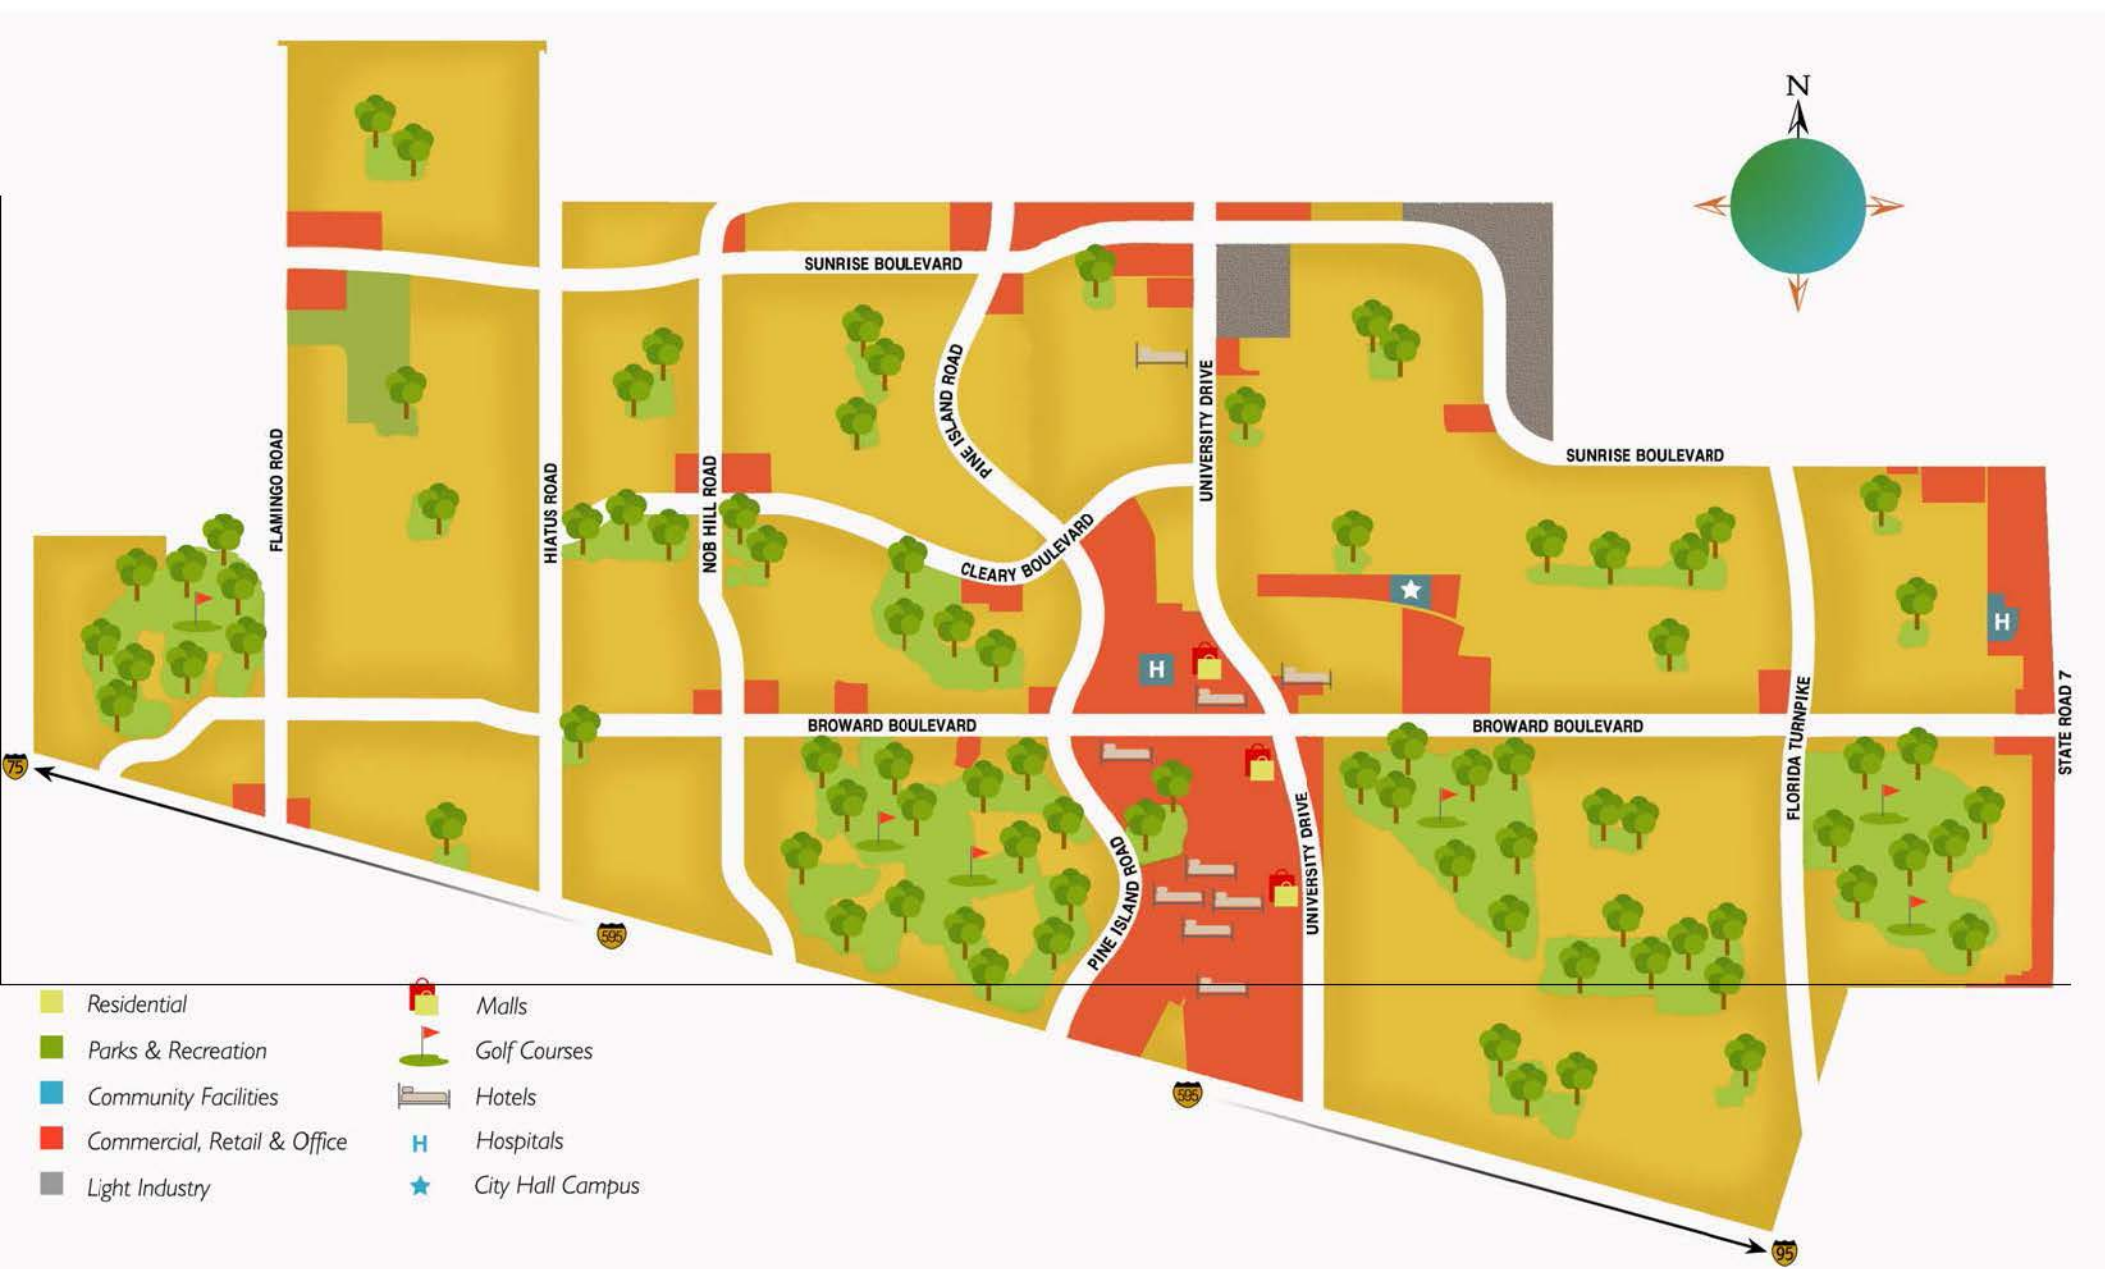 N
SUNRISE BOULEVARD
PINE ISLAND ROAD
UNIVERSITY DRIVE
FLAMINGO ROAD
HIATUS ROAD
NOB HILL ROAD
SUNRISE BOULEVARD
CLEARY BOULEVARD
H
H
BROWARD BOULEVARD
BROWARD BOULEVARD
FLORIDA TURNPIKE
STATE ROAD 7
75
UNIVERSITY DRIVE
PINE ISLAND ROAD
595
595
95
Residential
Parks & Recreation
Community Facilities
Commercial, Retail & Office
Light Industry
Malls
Golf Courses
Hotels
H Hospitals
City Hall Campus